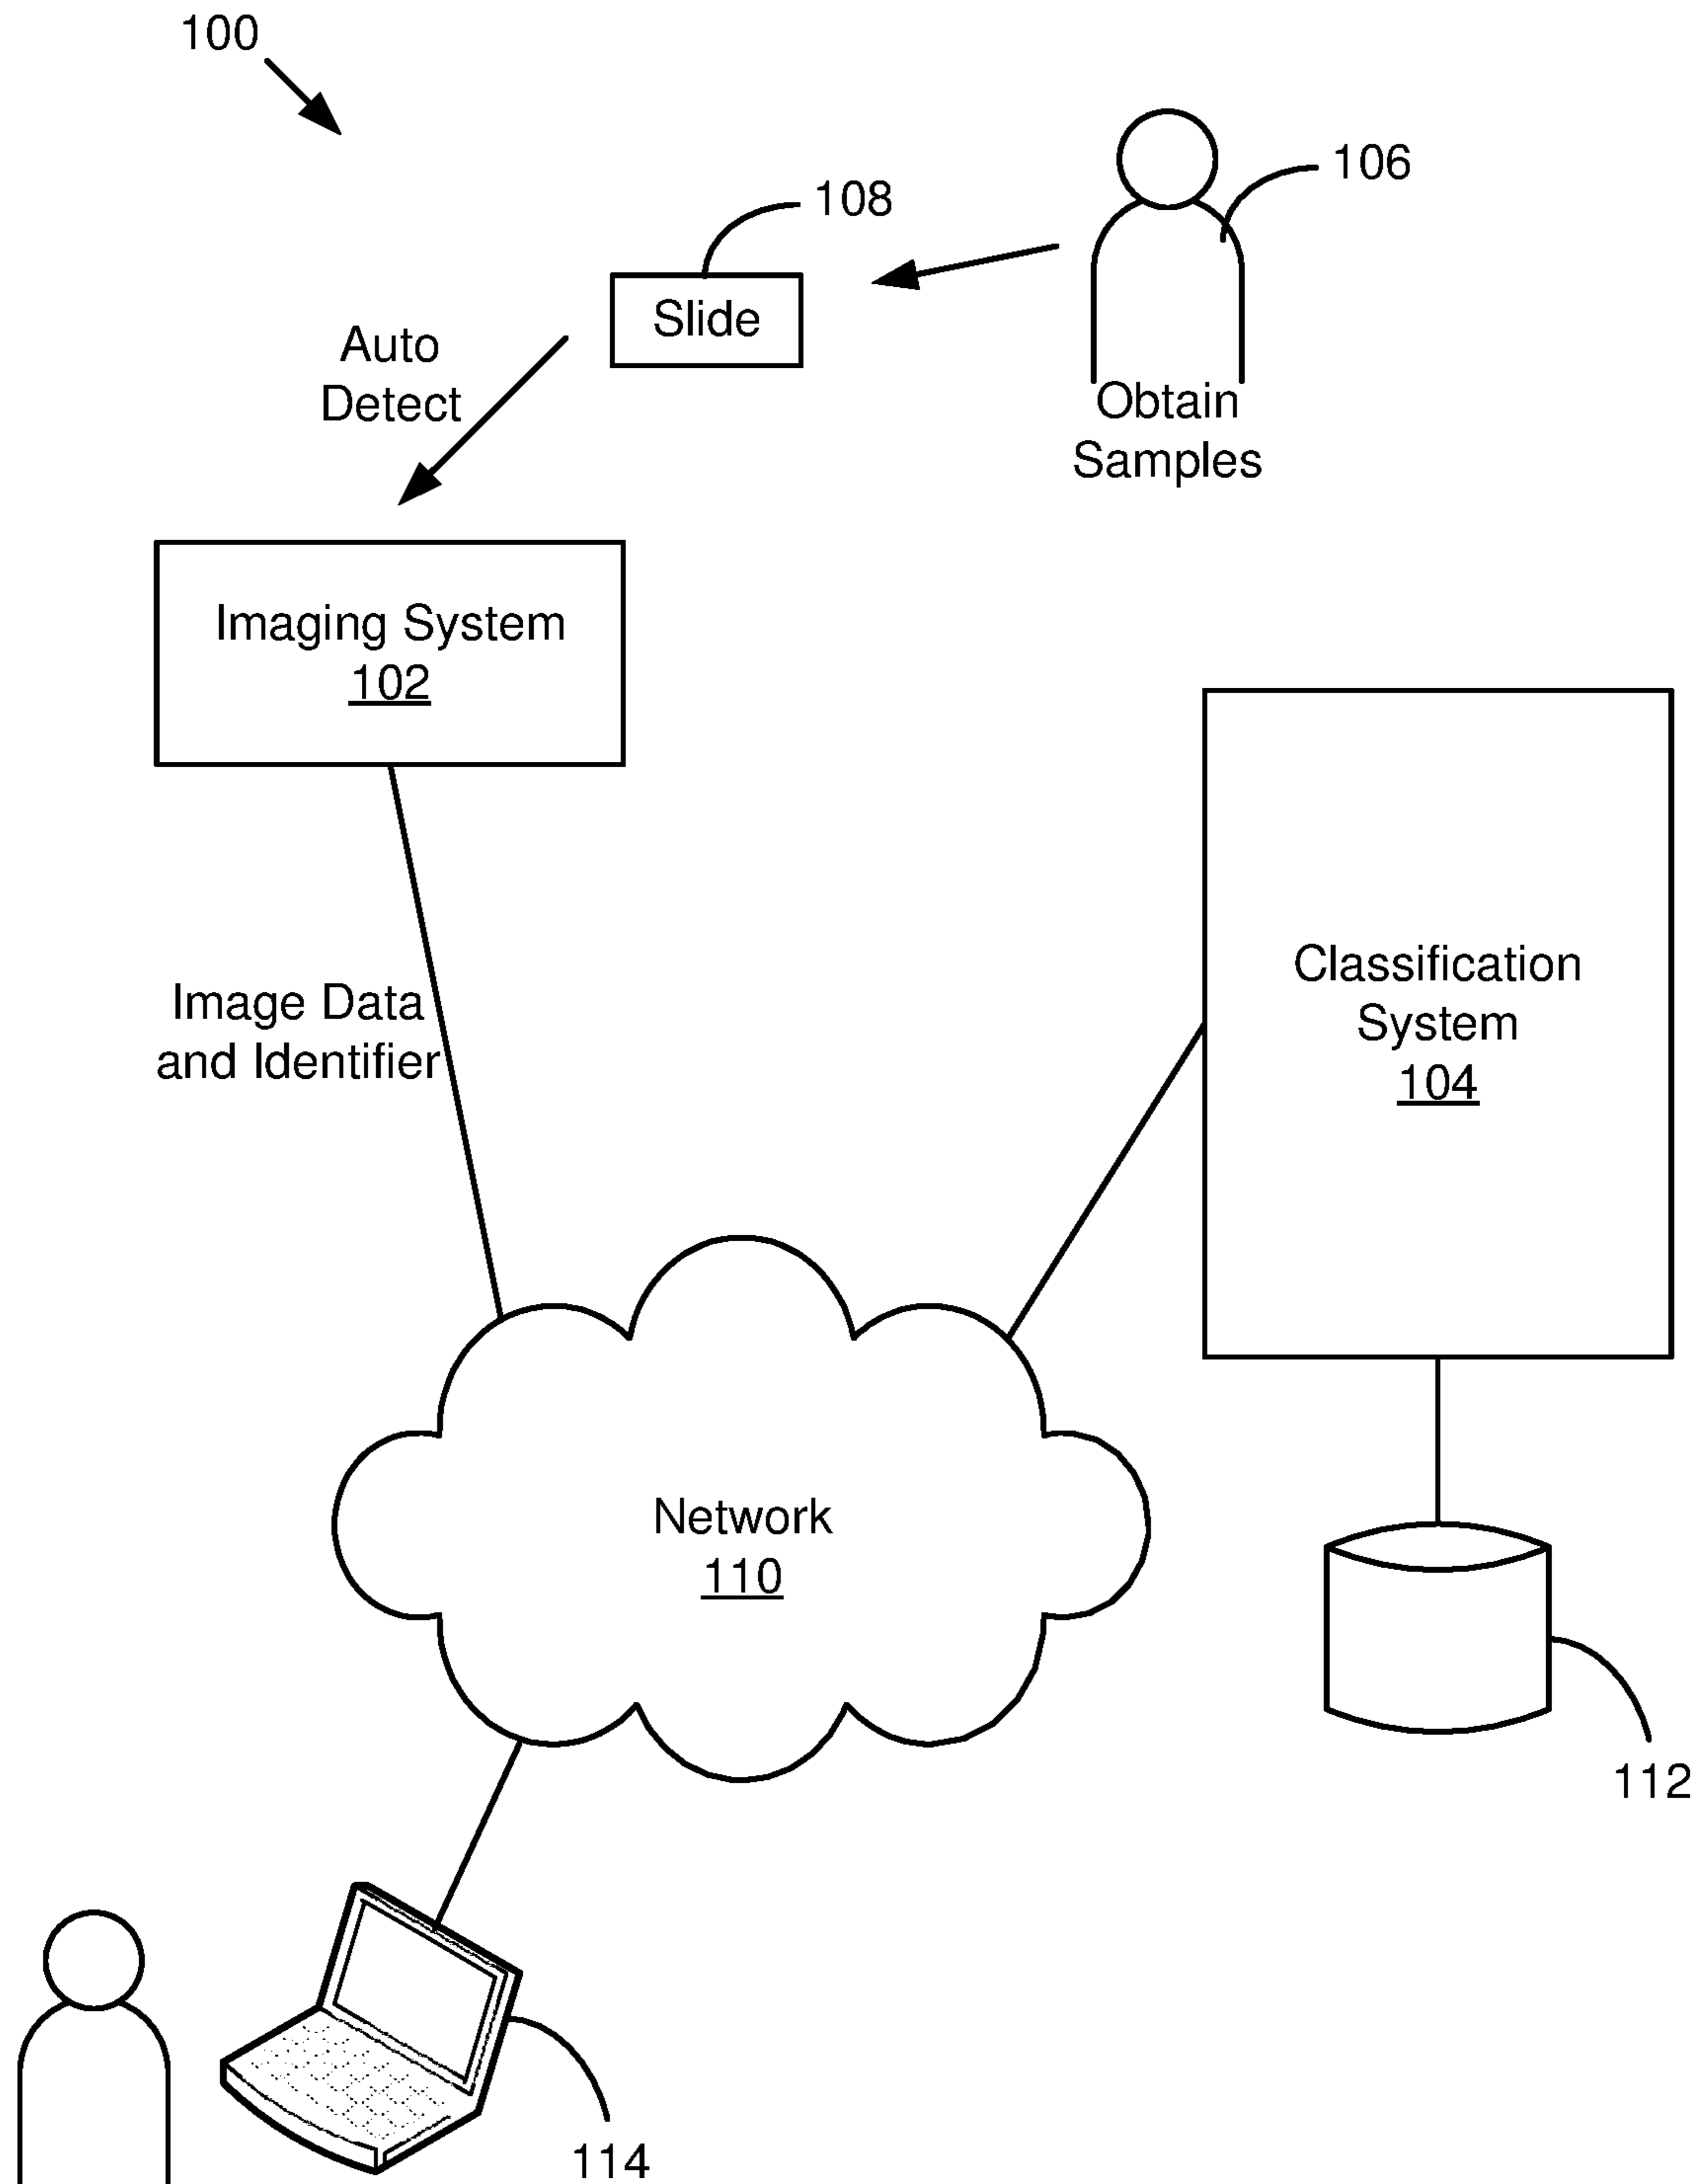 100
106
108
Slide
Auto
Detect
Obtain
Samples
Imaging System
102
Classification
System
104
Image Data
and Identifier
Network
110
112
114